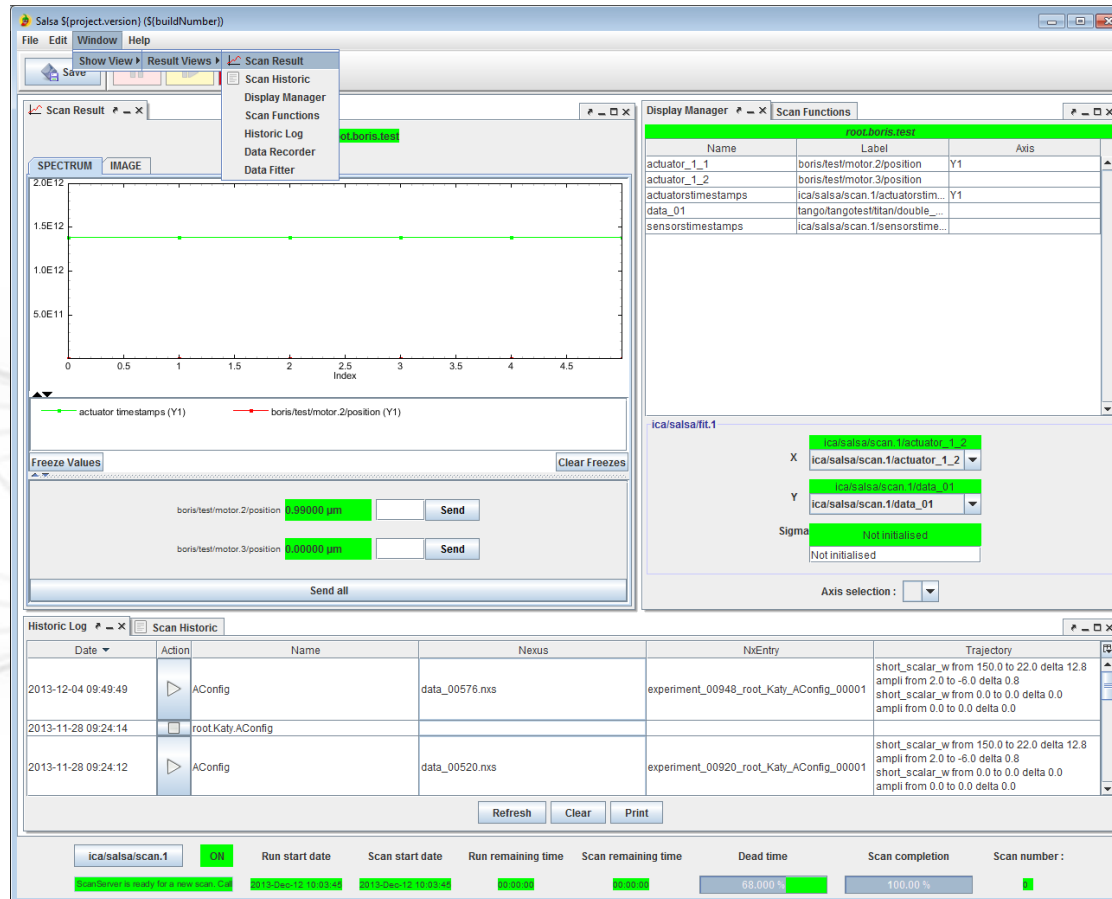 Salsa ${project.version} (${buildNumber})
File Edit Window Help
Show View Result Views Scan Result
Save
Scan Historic
Display Manager
Scan Functions
Historic Log
Data Recorder
Data Fitter
Scan Result
ot.boris.test
SPECTRUM IMAGE
2.0E12
1.5E12
1.0E12
5.0E11
0 0.5 1 1.5 2 2.5 3 3.5 4 4.5
Index
actuator timestamps (Y1) boris/test/motor.2/position (Y1)
Freeze Values Clear Freezes
boris/test/motor.2/position 0.99000 µm Send
boris/test/motor.3/position 0.00000 µm Send
Send all
Display Manager Scan Functions
root.boris.test
Name Label Axis
actuator_1_1 boris/test/motor.2/position Y1
actuator_1_2 boris/test/motor.3/position
actuatorstimestamps ica/salsa/scan.1/actuatorstim... Y1
data_01 tango/tangotest/titan/double_...
sensorstimestamps ica/salsa/scan.1/sensorstime...
ica/salsa/fit.1
ica/salsa/scan.1/actuator_1_2
X ica/salsa/scan.1/actuator_1_2
ica/salsa/scan.1/data_01
Y ica/salsa/scan.1/data_01
Sigma Not initialised
Not initialised
Axis selection :
Historic Log Scan Historic
Date Action Name Nexus NxEntry Trajectory
2013-12-04 09:49:49 AConfig data_00576.nxs experiment_00948_root_Katy_AConfig_00001
short_scalar_w from 150.0 to 22.0 delta 12.8
ampli from 2.0 to -6.0 delta 0.8
short_scalar_w from 0.0 to 0.0 delta 0.0
ampli from 0.0 to 0.0 delta 0.0
2013-11-28 09:24:14 root.Katy.AConfig
2013-11-28 09:24:12 AConfig data_00520.nxs experiment_00920_root_Katy_AConfig_00001
short_scalar_w from 150.0 to 22.0 delta 12.8
ampli from 2.0 to -6.0 delta 0.8
short_scalar_w from 0.0 to 0.0 delta 0.0
ampli from 0.0 to 0.0 delta 0.0
Refresh Clear Print
ica/salsa/scan.1 ON Run start date Scan start date Run remaining time Scan remaining time Dead time Scan completion Scan number :
ScanServer is ready for a new scan. Call 2013-Dec-12 10:03:45 2013-Dec-12 10:03:45 00:00:00 00:00:00 68.000 % 100.00 % 0